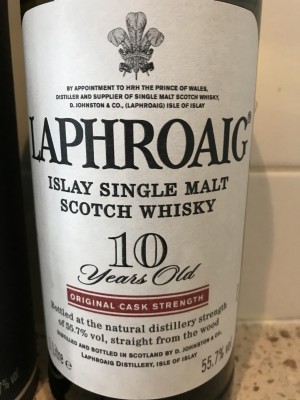 BY APPOINTMENT TO HRH THE PRINCE OF WALES,
DISTILLER AND SUPPLIER OF SINGLE MALT SCOTCH WHISKY,
D. JOHNSTON & CO., (LAPHROAIG) ISLE OF ISLAY
LAPHROAIG®
ISLAY SINGLE MALT
SCOTCH WHISKY
10
Years Old
ORIGINAL CASK STRENGTH
Bottled at the natural distillery strength
of 55.7% vol, straight from the wood
DISTILLED AND BOTTLED IN SCOTLAND BY D. JOHNSTON & CO.,
LAPHROAIG DISTILLERY, ISLE OF ISLAY
1 Litre e
55.7% vol